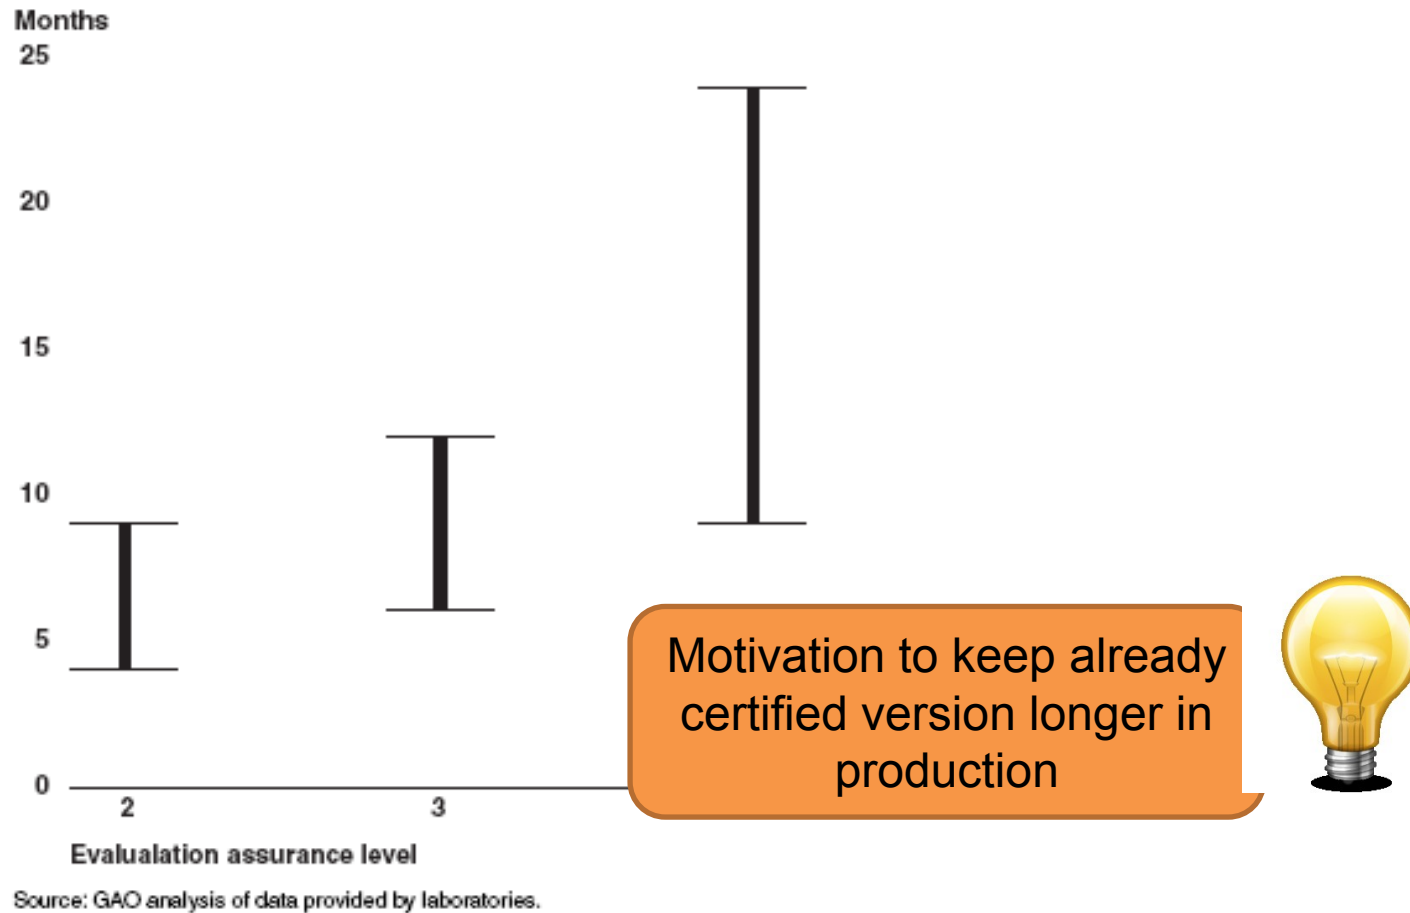 Months
25
20
15
10
5
0
2 3
Evalualation assurance level
Source: GAO analysis of data provided by laboratories.
Motivation to keep already
certified version longer in
production